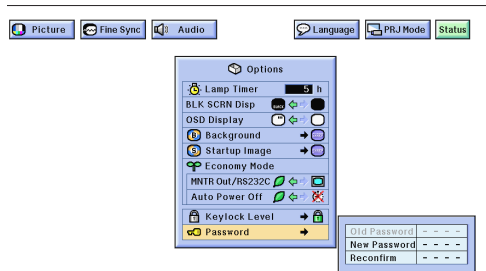 Picture
Fine Sync
Audio
Language
PRJ Mode
Status
Options
Lamp Timer 5 h
BLK SCRN Disp
OSD Display
Background
Startup Image
Economy Mode
MNTR Out/RS232C
Auto Power Off
Keylock Level
Password
Old Password - - - -
New Password - - - -
Reconfirm - - - -